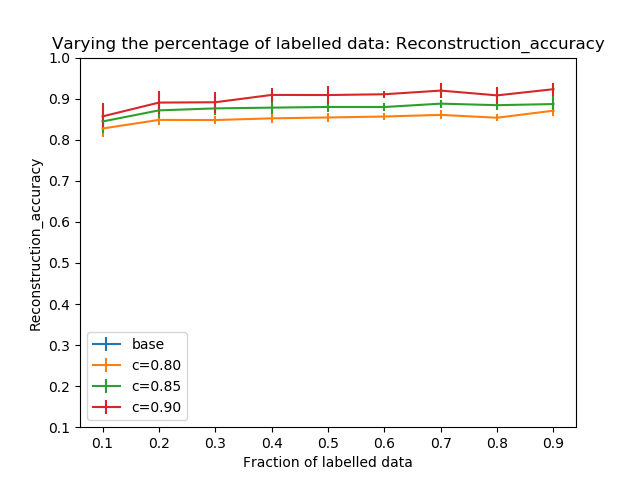 Varying the percentage of labelled data: Reconstruction_accuracy
Reconstruction_accuracy
1.0
0.9
0.8
0.7
0.6
0.5
0.4
0.3
0.2
0.1
base
c=0.80
c=0.85
c=0.90
0.1 0.2 0.3 0.4 0.5 0.6 0.7 0.8 0.9
Fraction of labelled data